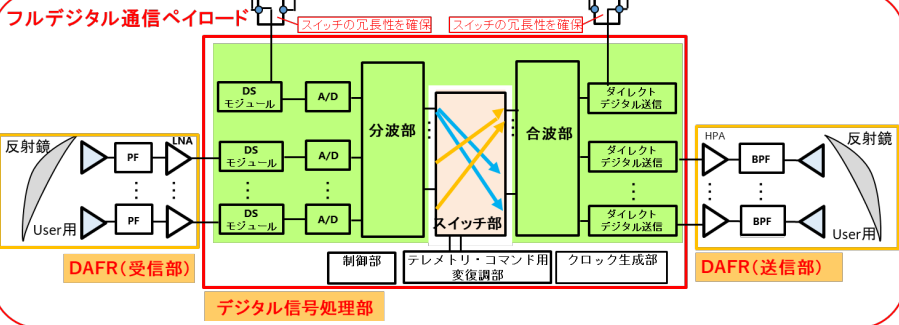 フルデジタル通信ペイロード
スイッチの冗長性を確保
スイッチの冗長性を確保
DS
モジュール
A/D
分波部
合波部
ダイレクト
デジタル送信
反射鏡
PF
LNA
DS
モジュール
A/D
ダイレクト
デジタル送信
HPA
BPF
反射鏡
User用
PF
DS
モジュール
A/D
スイッチ部
ダイレクト
デジタル送信
BPF
User用
DAFR(受信部)
制御部
テレメトリ・コマンド用
変復調部
クロック生成部
DAFR(送信部)
デジタル信号処理部